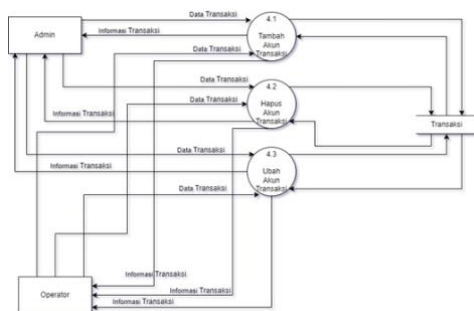 Data Transaksi
4.1
Admin
Informasi Transaksi
Tambah
Akun
Transaksi
Data Transaksi
Data Transaksi
4.2
Data Transaksi
Hapus
Akun
Transaksi
Informasi Transaksi
Transaksi
Data Transaksi
4.3
Informasi Transaksi
Ubah
Akun
Transaksi
Data Transaksi
Informasi Transaksi
Operator
Informasi Transaksi
Informasi Transaksi